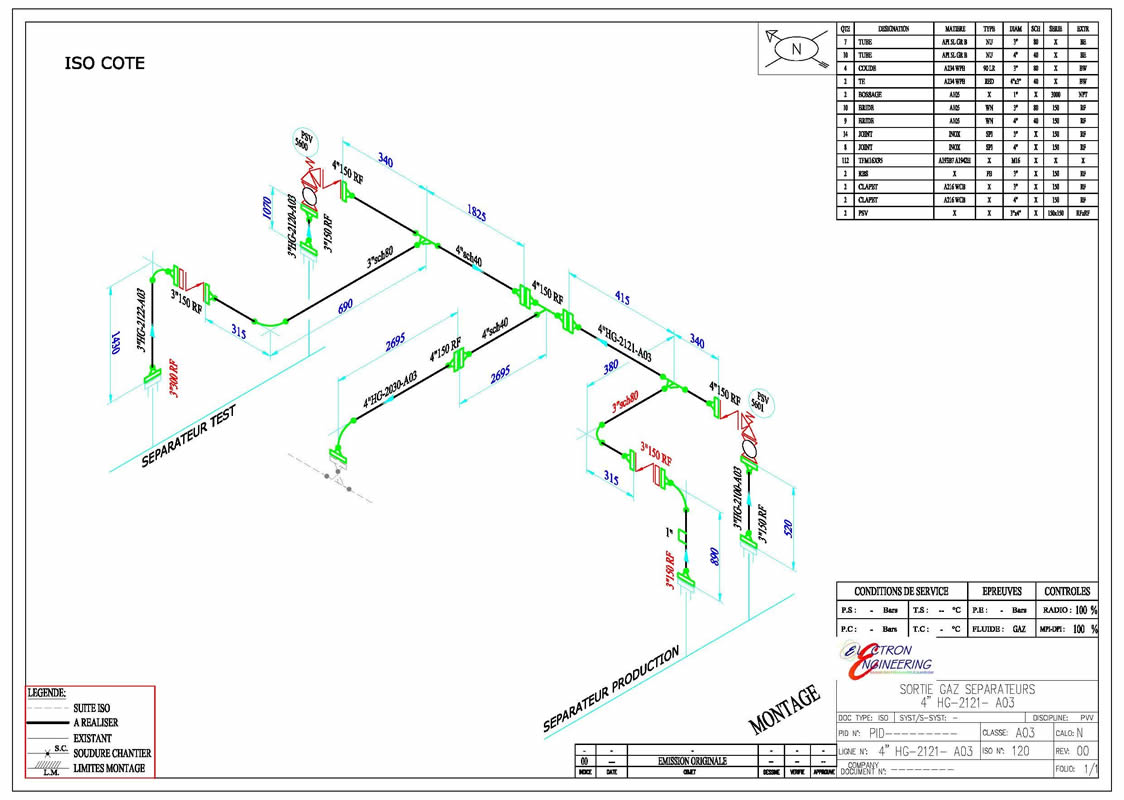 ISO COTE
N
QTE DESIGNATION MATIERE TYPE DIAM SCH SERIE EXTR
7 TUBE API 5L GR B NU 3" 80 X BE
10 TUBE API 5L GR B NU 4" 40 X BE
4 COUDE A234 WPB 90 LR 3" 80 X BW
2 TE A234 WPB RED 4"x3" 40 X BW
2 BOSSAGE A105 X 1" X 3000 NPT
10 BRIDE A105 WN 3" 80 150 RF
9 BRIDE A105 WN 4" 40 150 RF
14 JOINT INOX SPI 3" X 150 RF
8 JOINT INOX SPI 4" X 150 RF
112 X M16 X X X
2 X 3" X 150 RF
2 CLAPET A216 WCB X 3" X 150 RF
2 CLAPET A216 WCB X 4" X 150 RF
2 PSV X X 3"x4" X 150x150 RFxRF
PSV
5600
4"150 RF
340
1825
1070
3"HG-2120-A03
3"150 RF
3"sch80
4"sch40
3"150 RF
3"HG-2122-A03
1430
3"300 RF
315
690
SEPARATEUR TEST
4"150 RF
415
4"HG-2121-A03
340
2695
4"150 RF
4"sch40
2695
4"HG-2030-A03
380
3"sch80
4"150 RF
PSV
5601
3"150 RF
315
1"
3"150 RF
890
3"HG-2100-A03
3"150 RF
520
SEPARATEUR PRODUCTION
MONTAGE
LEGENDE:
SUITE ISO
A REALISER
EXISTANT
S.C. SOUDURE CHANTIER
L.M. LIMITES MONTAGE
CONDITIONS DE SERVICE EPREUVES CONTROLES
P.S : - Bars T.S : -- °C P.E : - Bars RADIO : 100 %
P.C : - Bars T.C : - °C FLUIDE : GAZ MPI-DPI : 100 %
ELECTRON
ENGINEERING
SORTIE GAZ SEPARATEURS
4" HG-2121- A03
DOC TYPE: ISO SYST/S-SYST: - DISCIPLINE: PVV
PID N°: PID--------- CLASSE: A03 CALO: N
LIGNE N°: 4" HG-2121- A03 ISO N°: 120 REV: 00
COMPANY
DOCUMENT N°: -------- FOLIO: 1/1
- - - - - -
00 -- EMISSION ORIGINALE -- -- --
INDICE DATE OBJET DESSINE VERIFIE APPROUVE